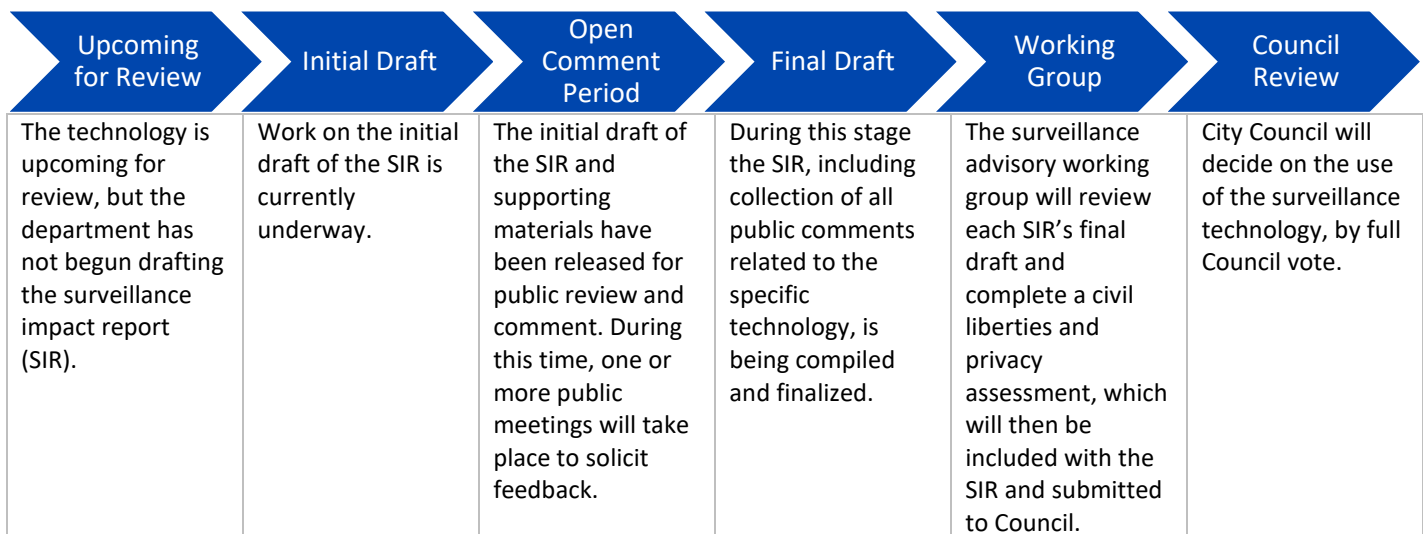 Upcoming
for Review
Initial Draft
Open
Comment
Period
Final Draft
Working
Group
Council
Review
The technology is
upcoming for
review, but the
department has
not begun drafting
the surveillance
impact report
(SIR).
Work on the initial
draft of the SIR is
currently
underway.
The initial draft of
the SIR and
supporting
materials have
been released for
public review and
comment. During
this time, one or
more public
meetings will take
place to solicit
feedback.
During this stage
the SIR, including
collection of all
public comments
related to the
specific
technology, is
being compiled
and finalized.
The surveillance
advisory working
group will review
each SIR’s final
draft and
complete a civil
liberties and
privacy
assessment, which
will then be
included with the
SIR and submitted
to Council.
City Council will
decide on the use
of the surveillance
technology, by full
Council vote.